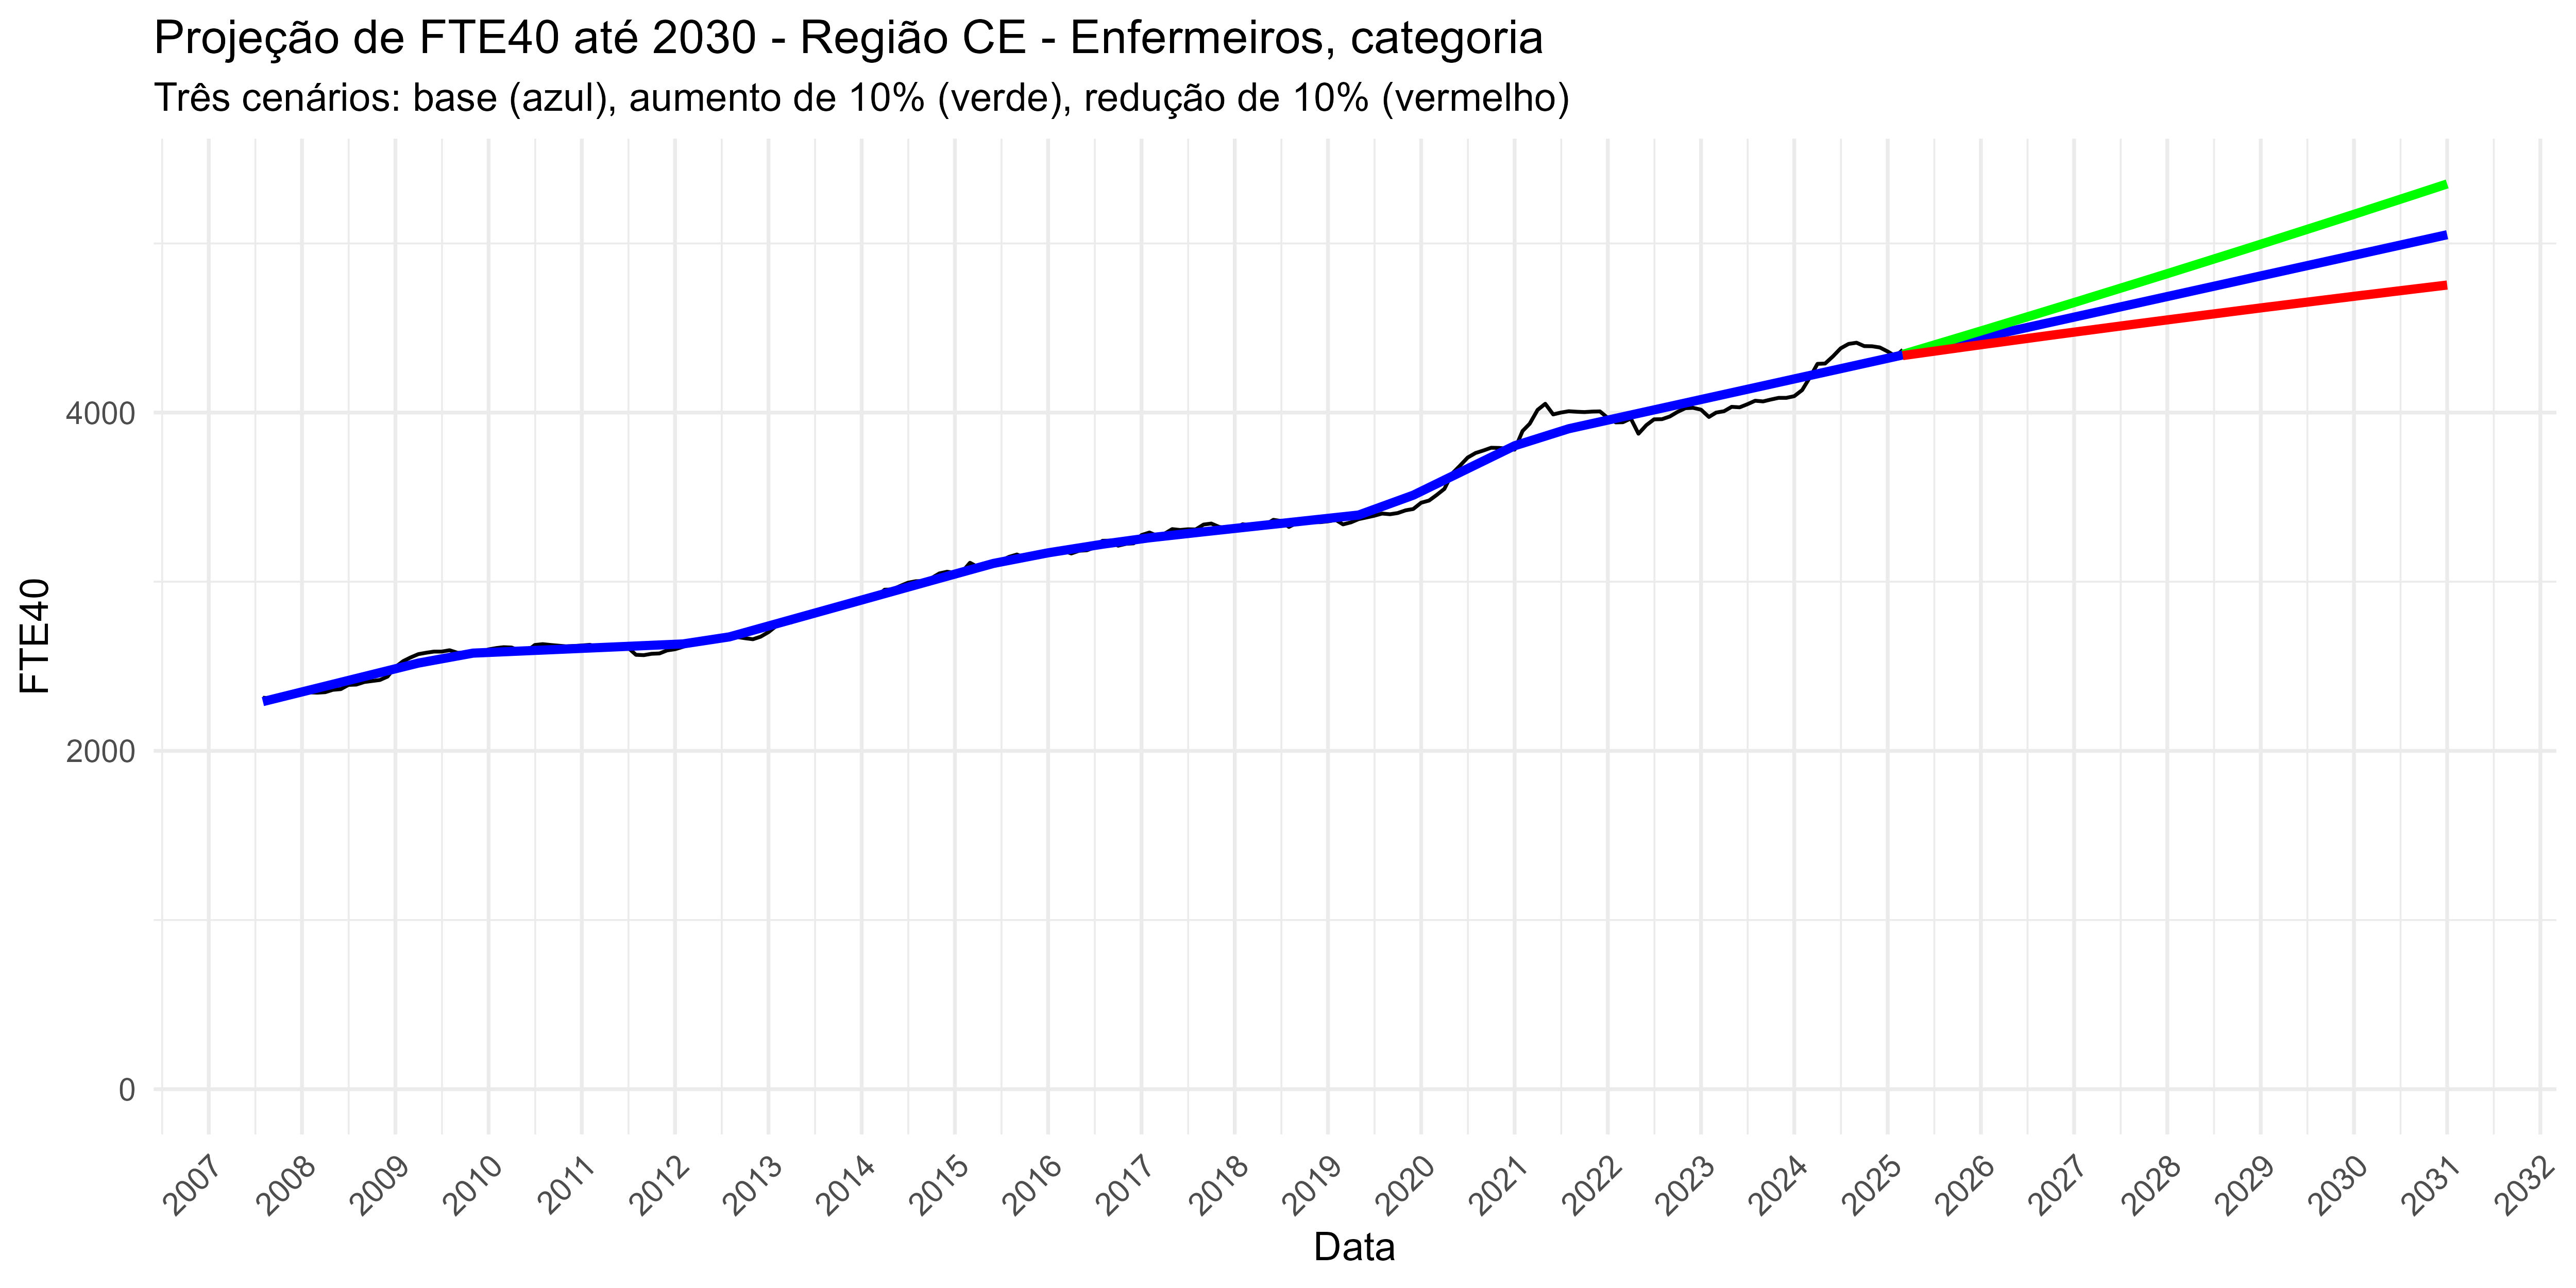 Projeção de FTE40 até 2030 - Região CE - Enfermeiros, categoria
Três cenários: base (azul), aumento de 10% (verde), redução de 10% (vermelho)
FTE40
4000
2000
0
2007 2008 2009 2010 2011 2012 2013 2014 2015 2016 2017 2018 2019 2020 2021 2022 2023 2024 2025 2026 2027 2028 2029 2030 2031 2032
Data